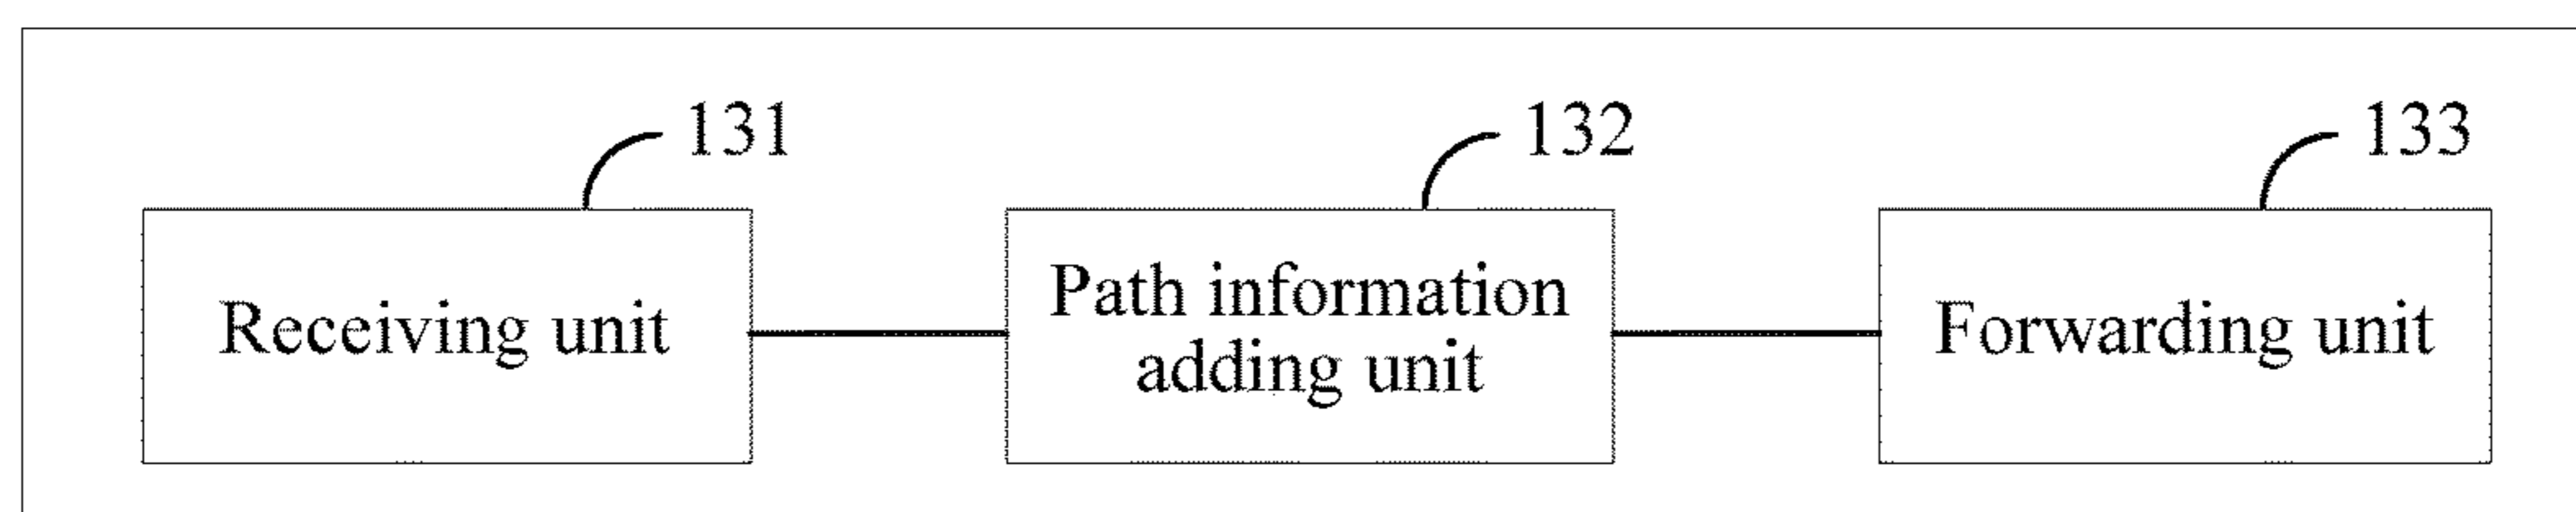 131
132
133
Receiving unit
Path information
adding unit
Forwarding unit